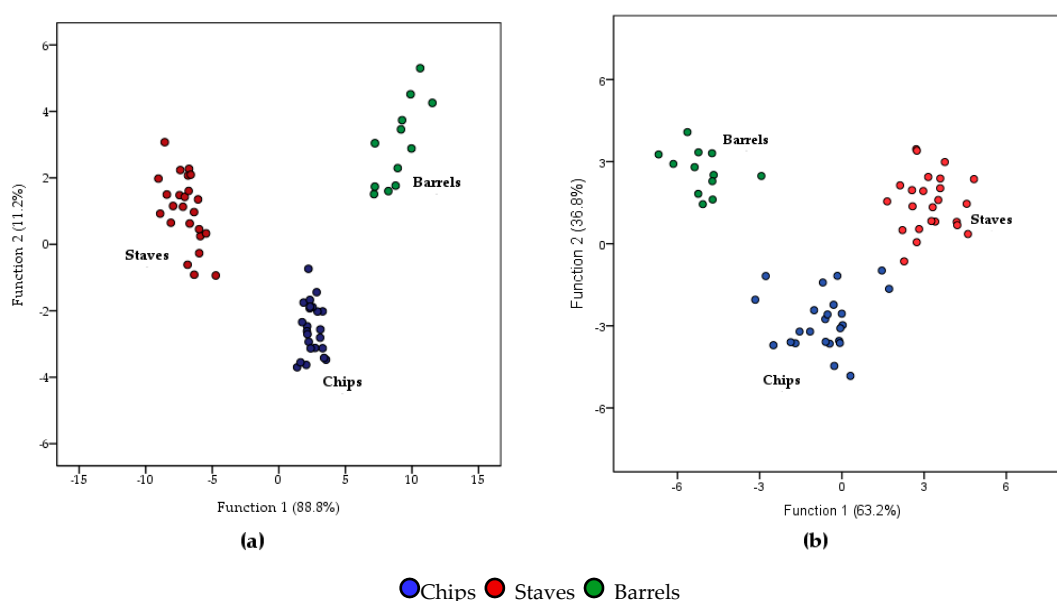 6
4
2
0
-2
-4
-6
-15
-10
-5
0
5
10
15
Function 2 (11.2%)
Function 1 (88.8%)
Staves
Barrels
Chips
(a)
6
3
0
-3
-6
-6
-3
0
3
6
Function 2 (36.8%)
Function 1 (63.2%)
Barrels
Staves
Chips
(b)
Chips Staves Barrels